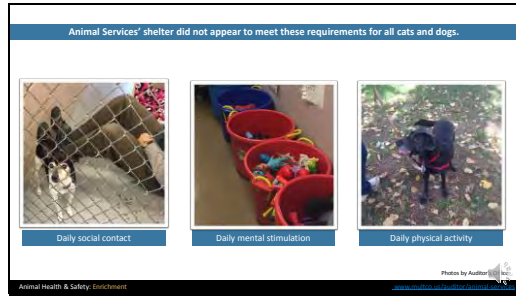 Animal Services’ shelter did not appear to meet these requirements for all cats and dogs.
Daily social contact
Daily mental stimulation
Daily physical activity
Photos by Auditor's
Animal Health & Safety: Enrichment
www.multco.us/auditor/animal-services